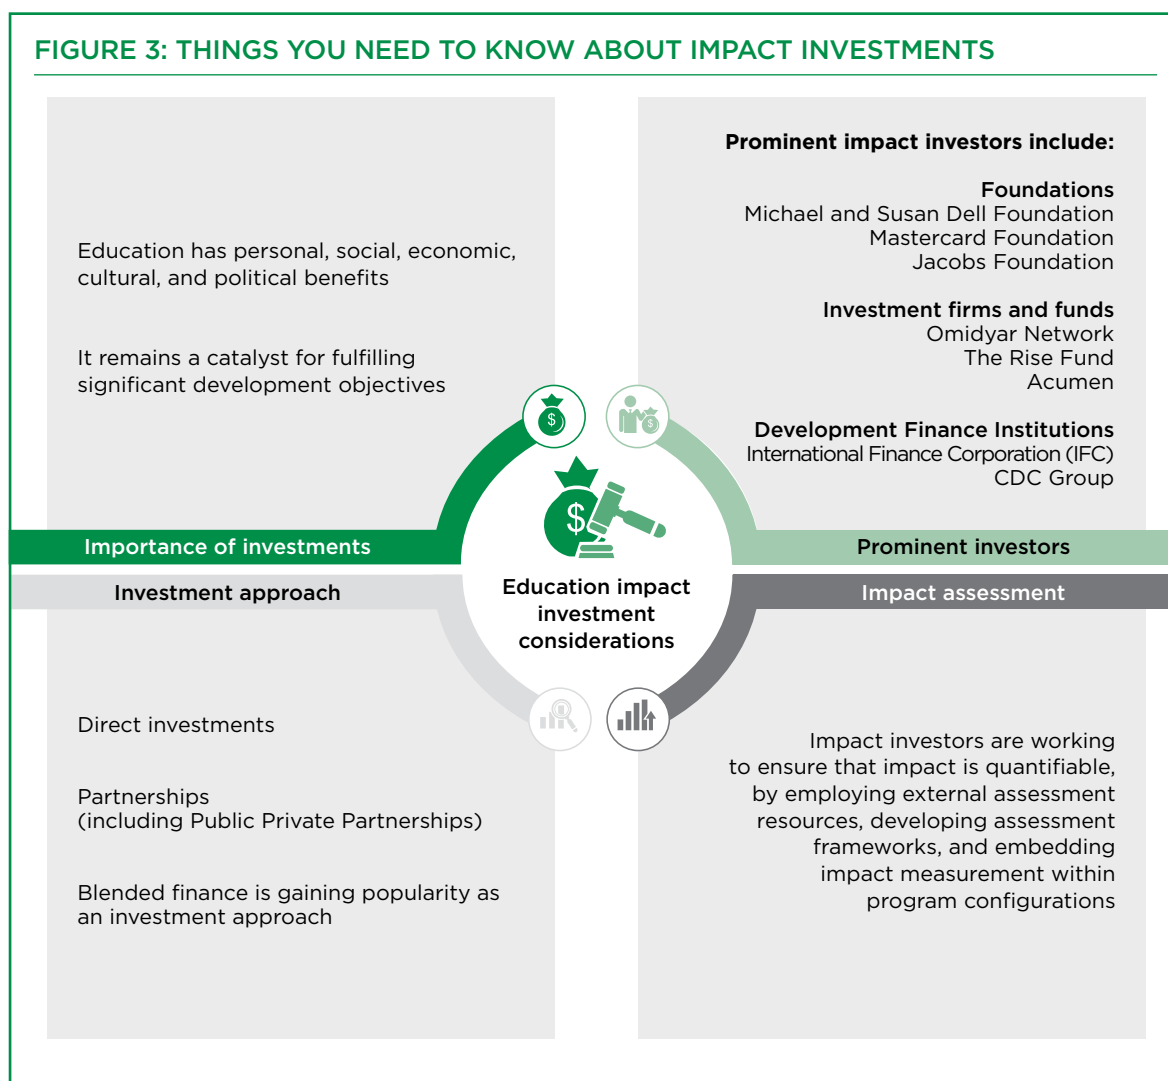 FIGURE 3: THINGS YOU NEED TO KNOW ABOUT IMPACT INVESTMENTS
Education has personal, social, economic,
cultural, and political benefits
It remains a catalyst for fulfilling
significant development objectives
Importance of investments
Prominent impact investors include:
Foundations
Michael and Susan Dell Foundation
Mastercard Foundation
Jacobs Foundation
Investment firms and funds
Omidyar Network
The Rise Fund
Acumen
Development Finance Institutions
International Finance Corporation (IFC)
CDC Group
Prominent investors
$
$
$
Education impact
investment
considerations
Investment approach
Direct investments
Partnerships
(including Public Private Partnerships)
Blended finance is gaining popularity as
an investment approach
Impact assessment
Impact investors are working
to ensure that impact is quantifiable,
by employing external assessment
resources, developing assessment
frameworks, and embedding
impact measurement within
program configurations